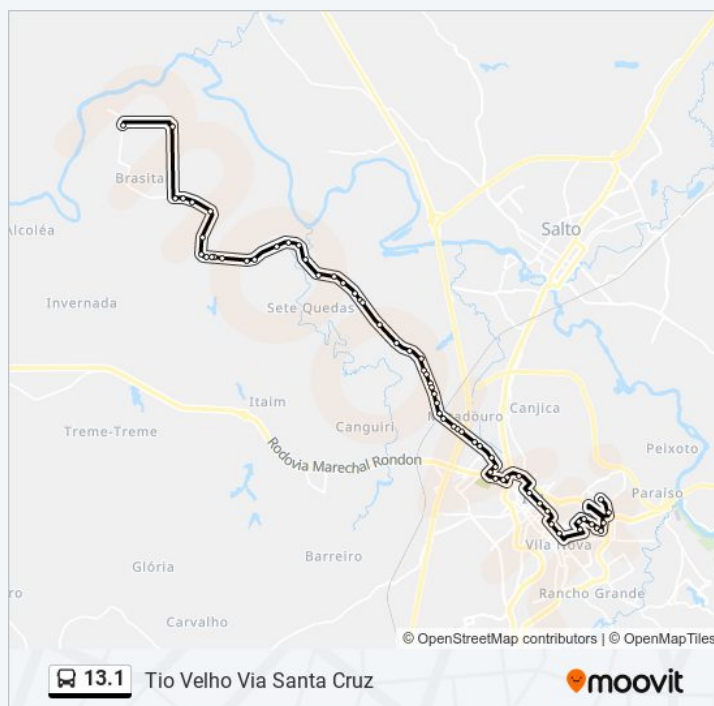 Brasital
Alcoléa
Salto
Invernada
Sete Quedas
Itaim
Canguiri
Canjica
Treme-Treme
Rodovia Marechal Rondon
Peixoto
Paraíso
Barreiro
Vila Nova
Glória
Rancho Grande
Carvalho
© OpenStreetMap contributors | © OpenMapTiles
13.1 Tio Velho Via Santa Cruz moovit